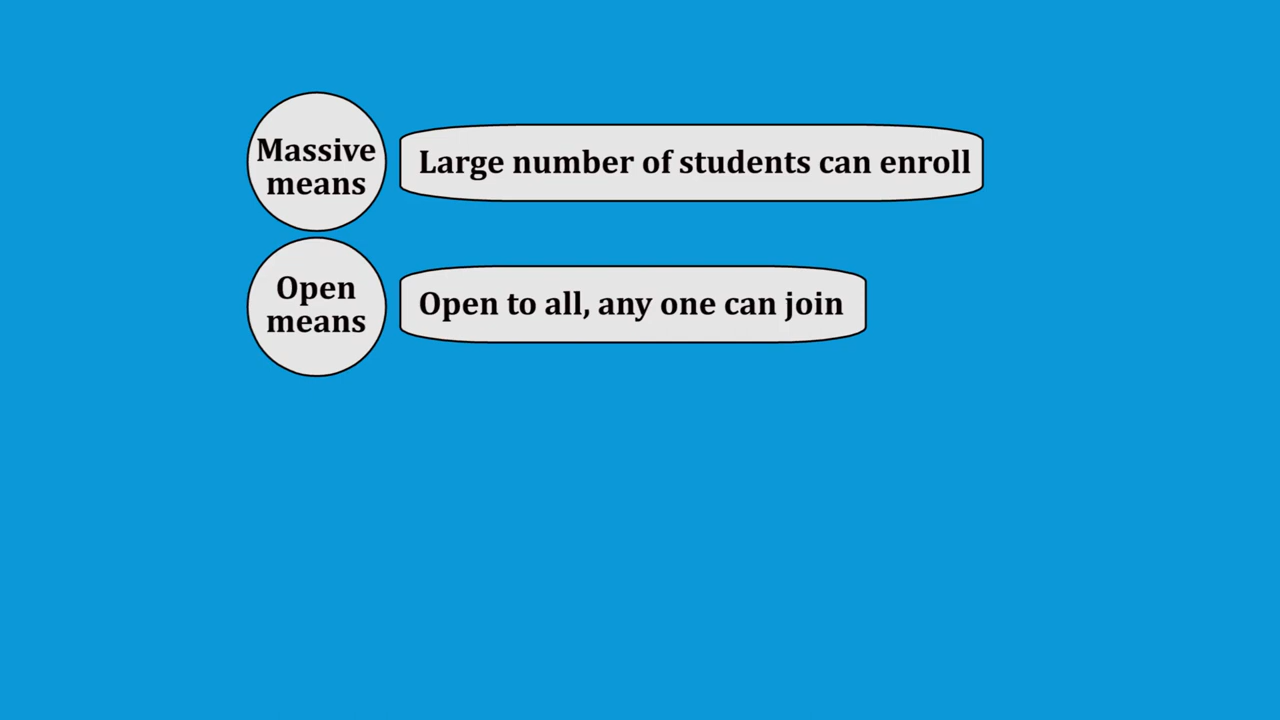 Massive
means
Large number of students can enroll
Open
means
Open to all, any one can join